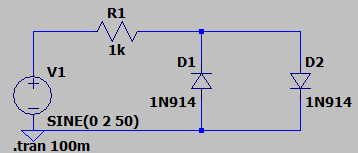 R1
1k
V1
D1
D2
1N914
1N914
SINE(0 2 50)
.tran 100m